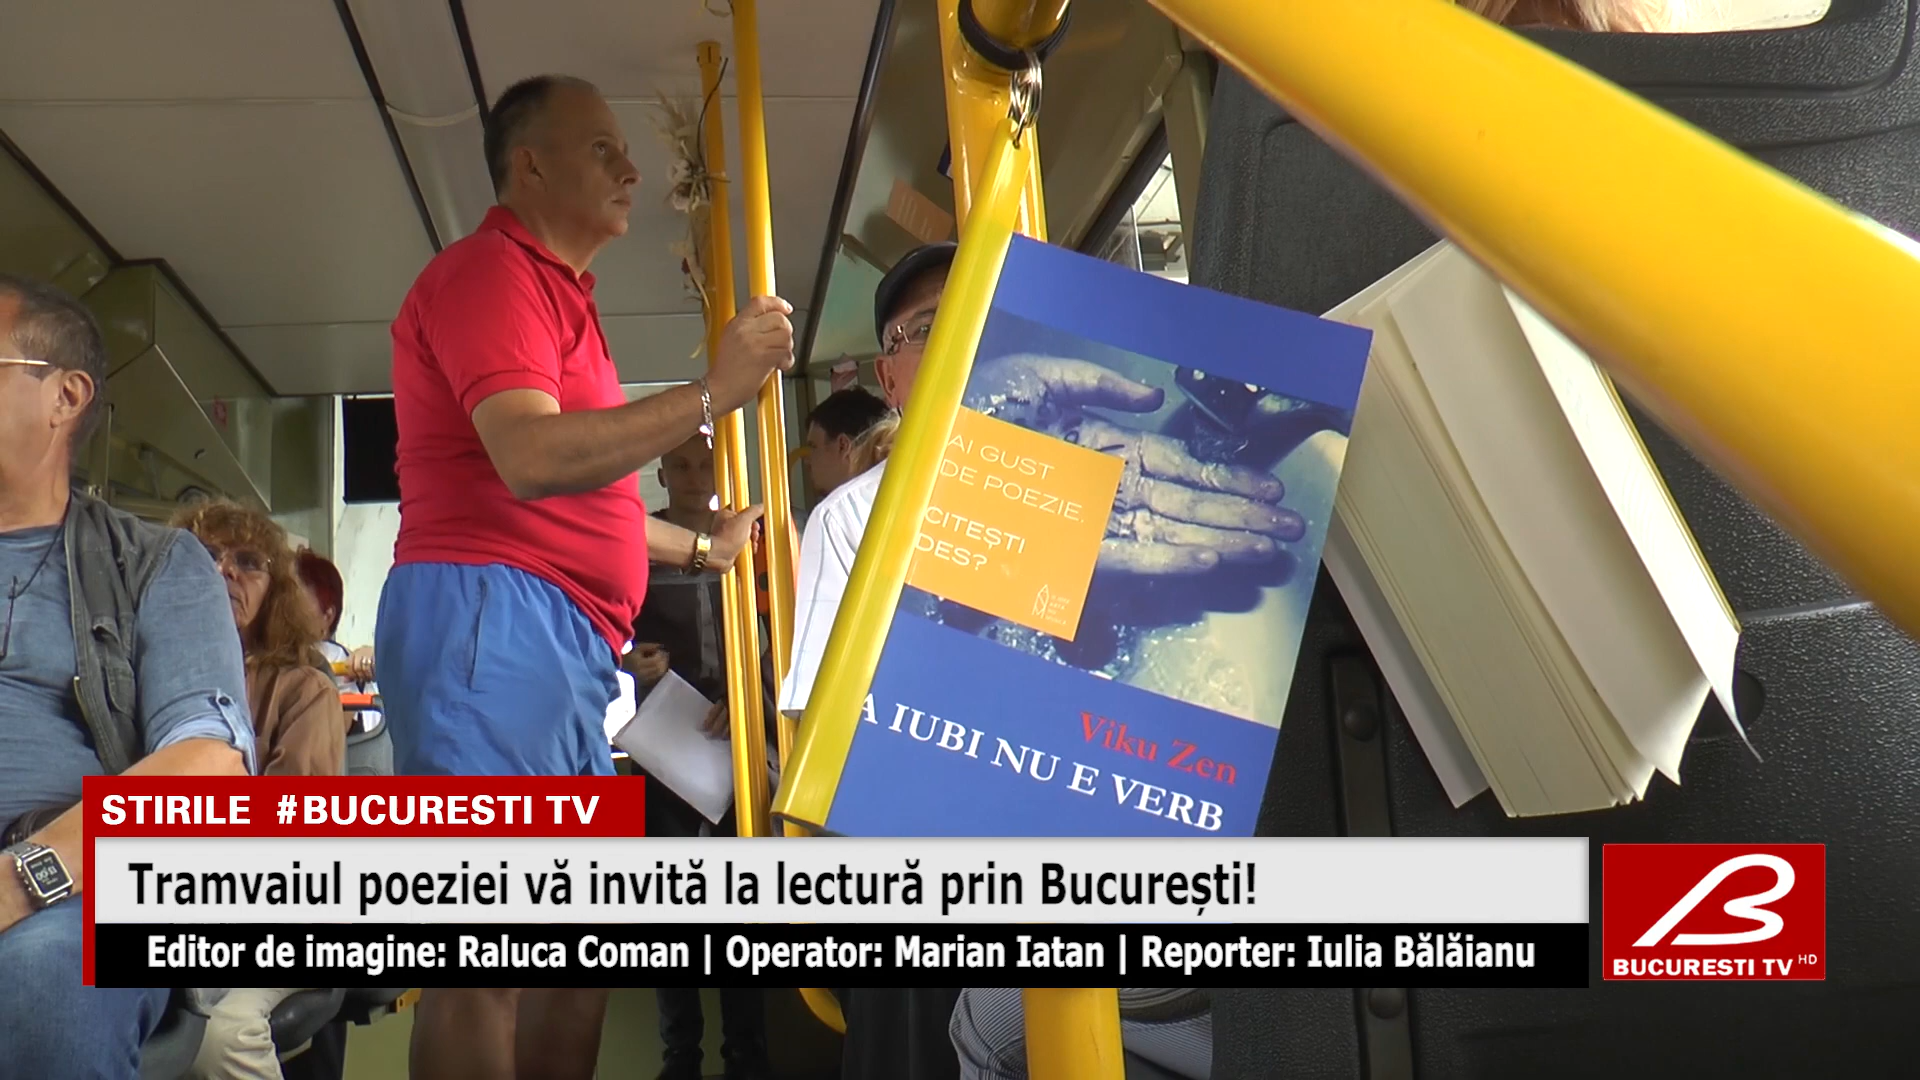 AI GUST
DE POEZIE.
CITEȘTI
DES?
Viku Zen
A IUBI NU E VERB
STIRILE #BUCURESTI TV
Tramvaiul poeziei vă invită la lectură prin București!
Editor de imagine: Raluca Coman | Operator: Marian Iatan | Reporter: Iulia Bălăianu
BUCURESTI TV HD